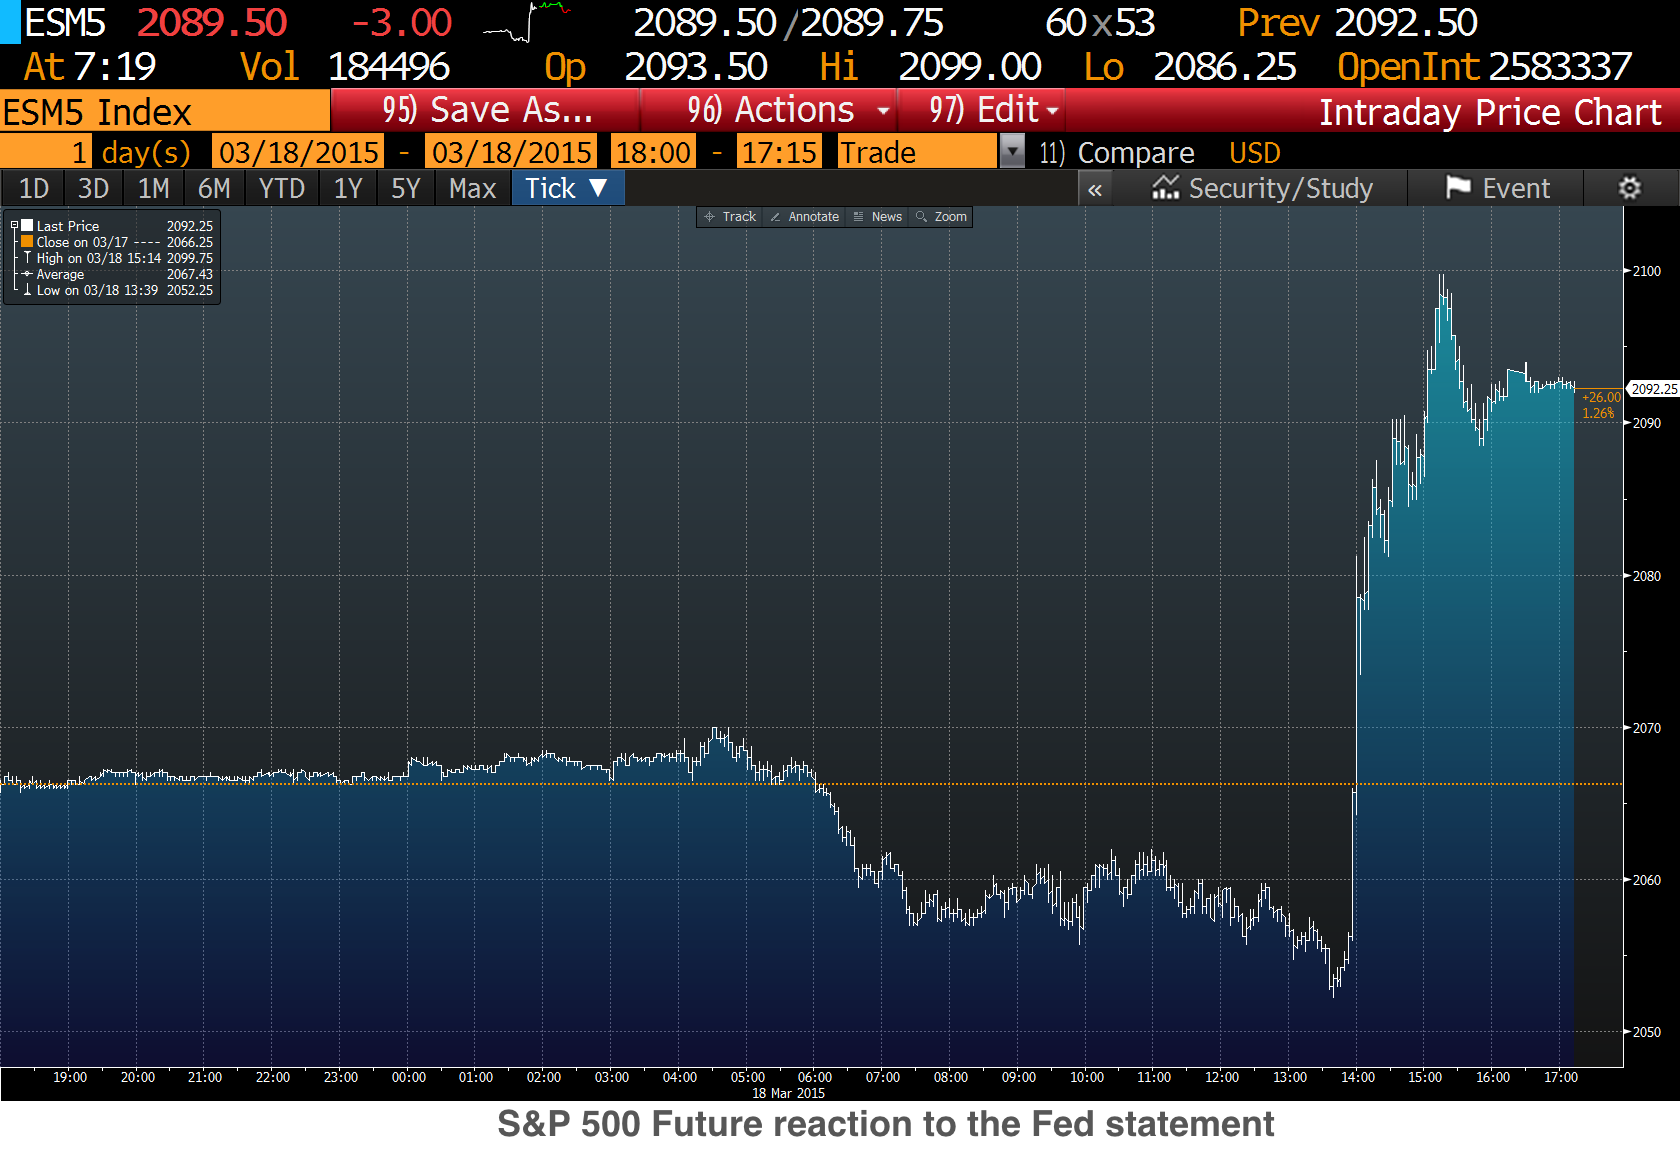 ESM5 2089.50 -3.00 2089.50/2089.75 60x53 Prev 2092.50
At 7:19 Vol 184496 Op 2093.50 Hi 2099.00 Lo 2086.25 OpenInt 2583337
ESM5 Index 95) Save As... 96) Actions 97) Edit Intraday Price Chart
1 day(s) 03/18/2015 - 03/18/2015 18:00 - 17:15 Trade 11) Compare USD
1D 3D 1M 6M YTD 1Y 5Y Max Tick ▼ « Security/Study Event
Track Annotate News Zoom
Last Price 2092.25
Close on 03/17 ---- 2066.25
High on 03/18 15:14 2099.75
Average 2067.43
Low on 03/18 13:39 2052.25
2100
2092.25
+26.00
1.26%
2090
2080
2070
2060
2050
19:00 20:00 21:00 22:00 23:00 00:00 01:00 02:00 03:00 04:00 05:00 06:00 07:00 08:00 09:00 10:00 11:00 12:00 13:00 14:00 15:00 16:00 17:00
18 Mar 2015
S&P 500 Future reaction to the Fed statement